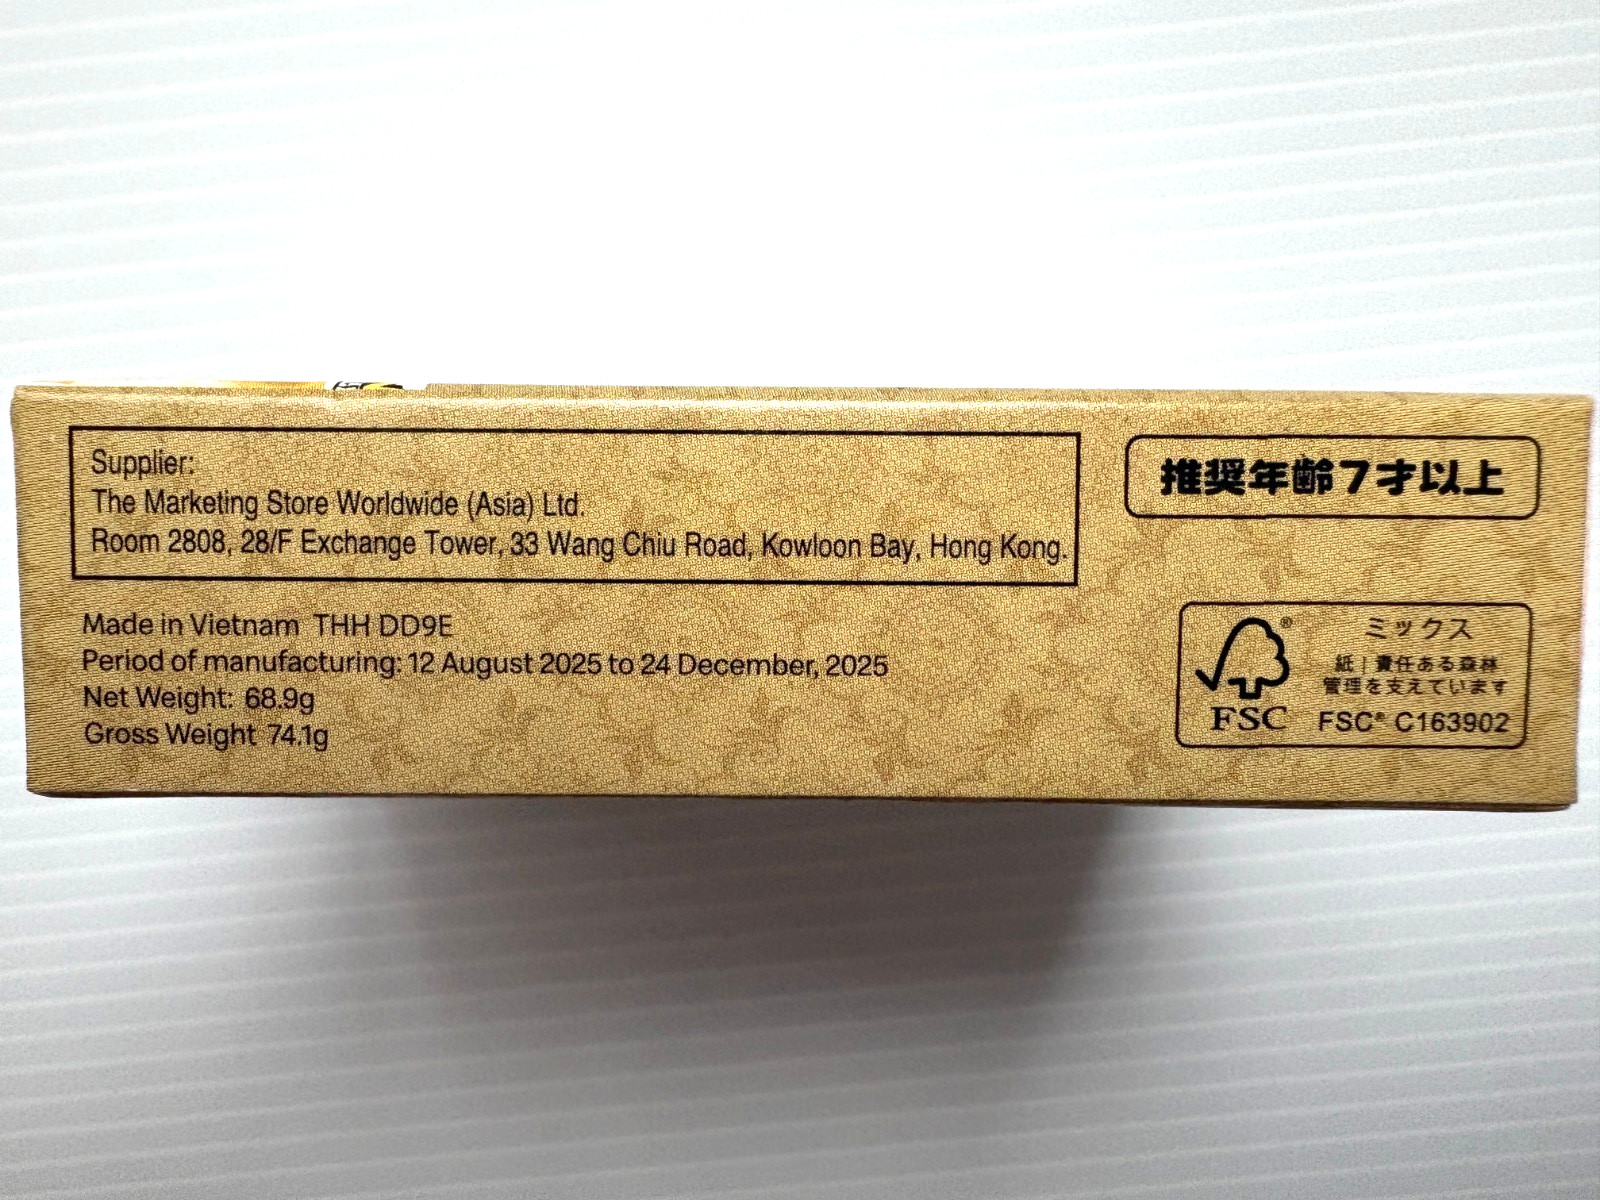 Supplier:
The Marketing Store Worldwide (Asia) Ltd.
Room 2808, 28/F Exchange Tower, 33 Wang Chiu Road, Kowloon Bay, Hong Kong.
Made in Vietnam THH DD9E
Period of manufacturing: 12 August 2025 to 24 December, 2025
Net Weight: 68.9g
Gross Weight 74.1g
推奨年齢7才以上
®
FSC
ミックス
紙 | 責任ある森林
管理を支えています
FSC® C163902